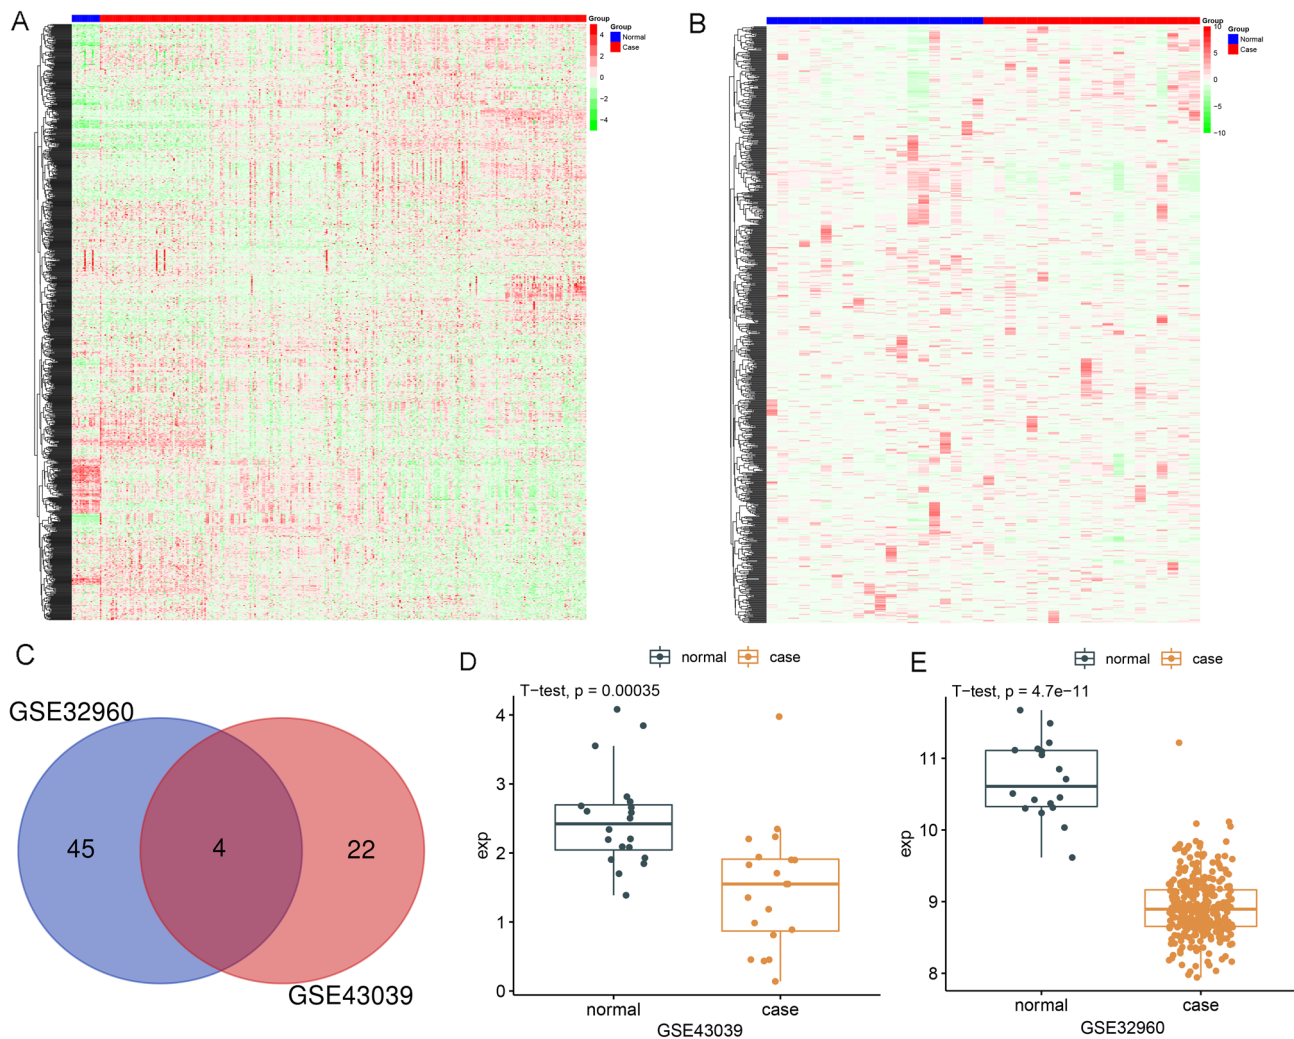 A
Group
4
2
0
−2
−4
Group
Normal
Case
B
Group
10
5
0
−5
−10
Group
Normal
Case
C
GSE32960
45
4
22
GSE43039
D
normal
case
T−test, p = 0.00035
exp
4
3
2
1
0
normal
case
GSE43039
E
normal
case
T−test, p = 4.7e−11
exp
11
10
9
8
normal
case
GSE32960